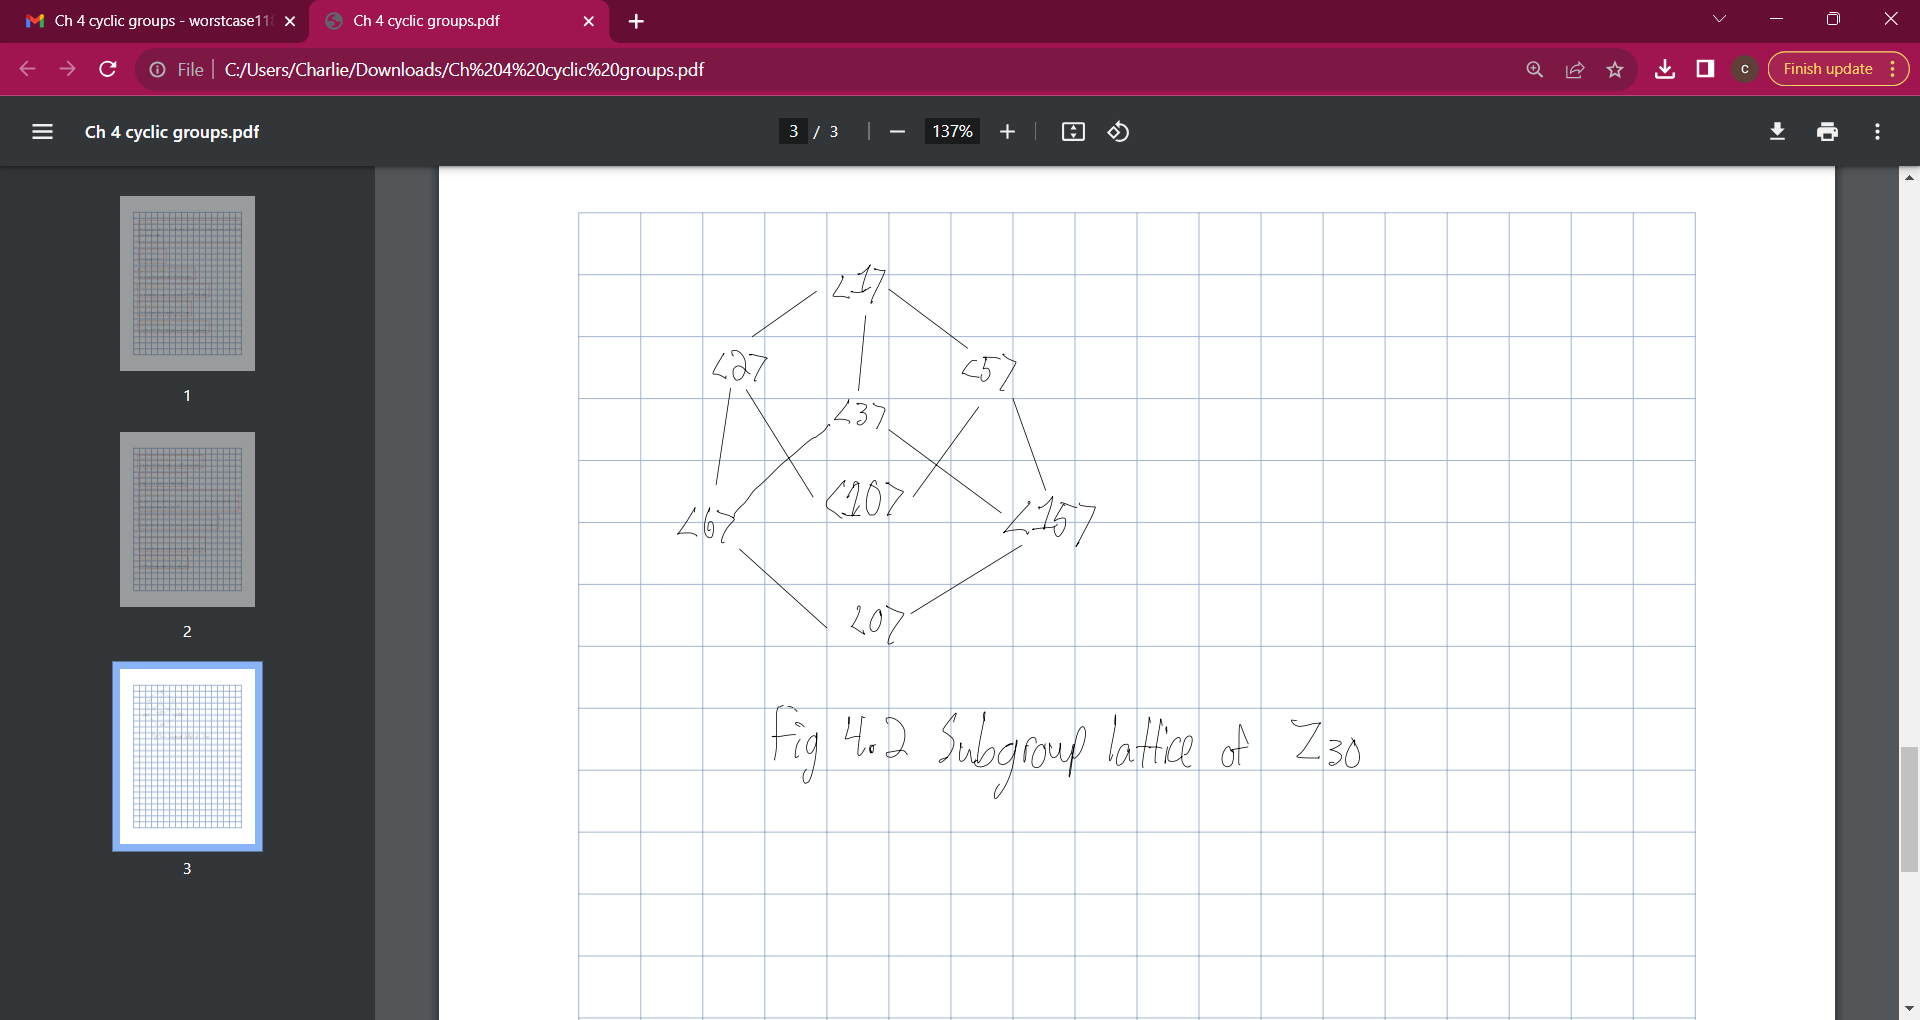 Ch 4 cyclic groups - worstcase11
Ch 4 cyclic groups.pdf
File
C:/Users/Charlie/Downloads/Ch%204%20cyclic%20groups.pdf
C
Finish update
Ch 4 cyclic groups.pdf
3 / 3
137%
1
2
3
<1>
<2>
<5>
<3>
<10>
<6>
<15>
<0>
Fig 4.2 Subgroup lattice of Z30